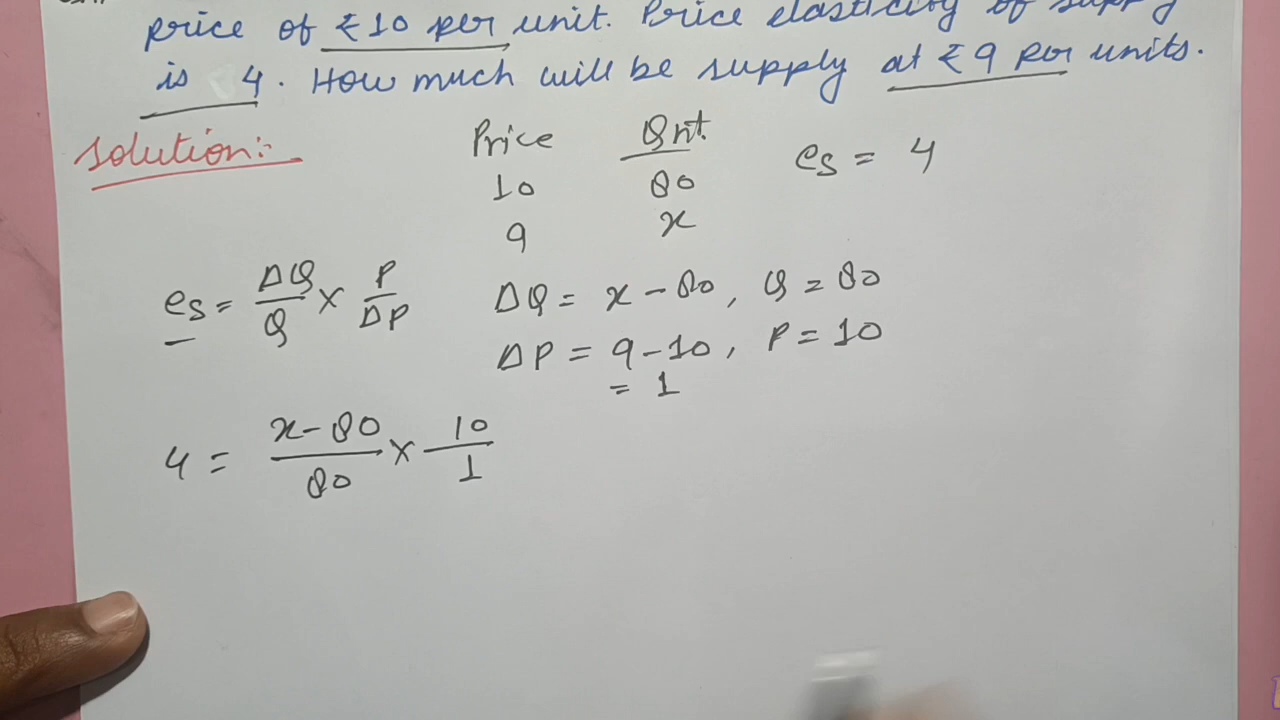 price of ₹10 per unit. Price elasticity of supply
is 4. How much will be supply at ₹9 per units.
Solution:-
Price Qnt. es = 4
10 80
9 x
es = ΔQ/Q × P/ΔP
ΔQ = x - 80, Q = 80
ΔP = 9-10, P = 10
= 1
4 = x-80/80 × 10/1